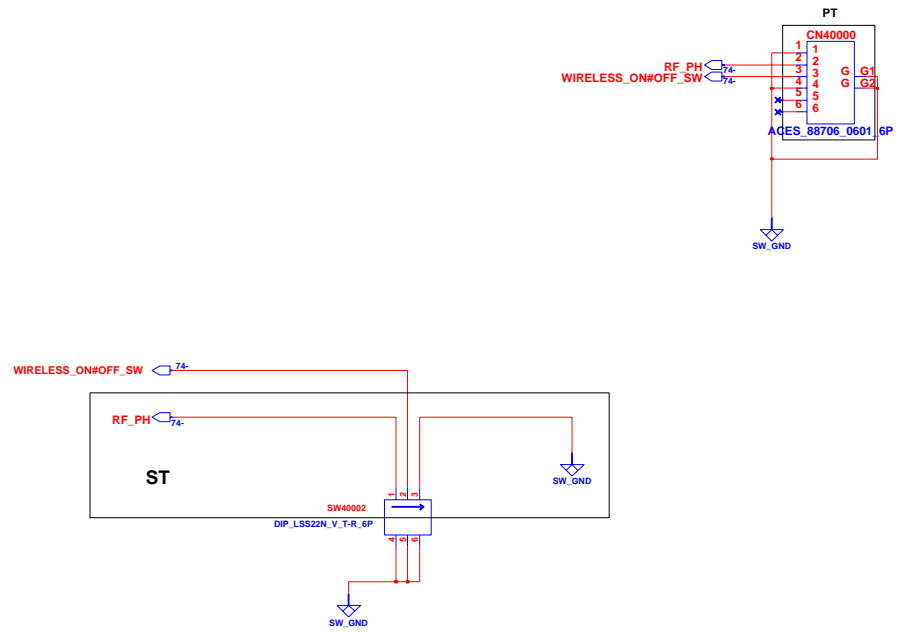 PT
CN40000
1 1
2 2
RF_PH 74- 3 3 G G1
WIRELESS_ON#OFF_SW 74- 4 4 G G2
5 5
6 6
ACES_88706_0601_6P
SW_GND
WIRELESS_ON#OFF_SW 74-
RF_PH 74-
ST
SW_GND
1 2 3
SW40002
DIP_LSS22N_V_T-R_6P
4 5 6
SW_GND